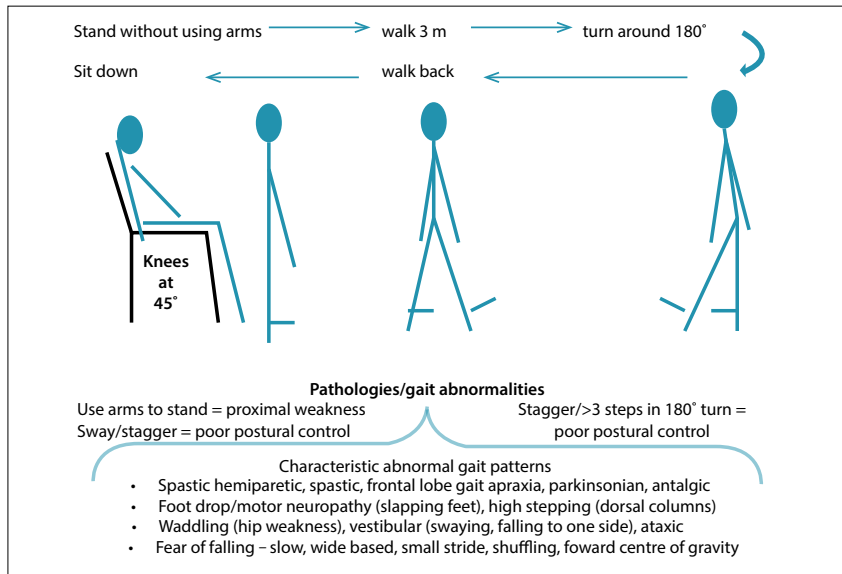 Stand without using arms walk 3 m turn around 180˚
Sit down walk back
Knees
at
45˚
Pathologies/gait abnormalities
Use arms to stand = proximal weakness
Sway/stagger = poor postural control
Stagger/>3 steps in 180˚ turn =
poor postural control
Characteristic abnormal gait patterns
• Spastic hemiparetic, spastic, frontal lobe gait apraxia, parkinsonian, antalgic
• Foot drop/motor neuropathy (slapping feet), high stepping (dorsal columns)
• Waddling (hip weakness), vestibular (swaying, falling to one side), ataxic
• Fear of falling – slow, wide based, small stride, shuffling, foward centre of gravity